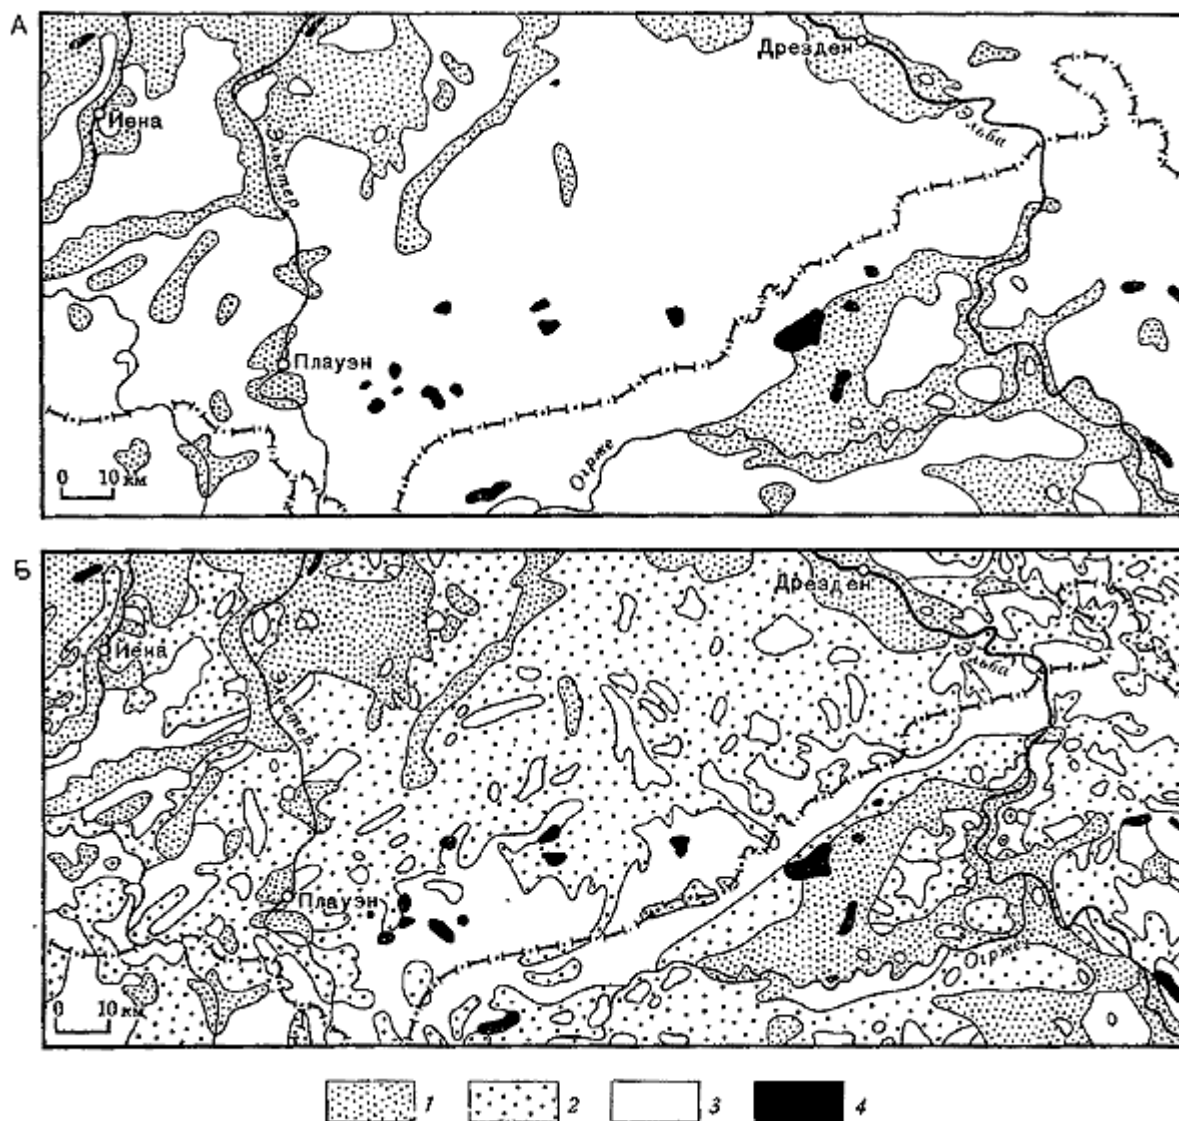 А
Дрезден
Йена
Эльба
Эльстер
Плауэн
Огрже
0 10 км
Б
Дрезден
Йена
Эльба
Эльстер
Плауэн
Огрже
0 10 км
1 2 3 4